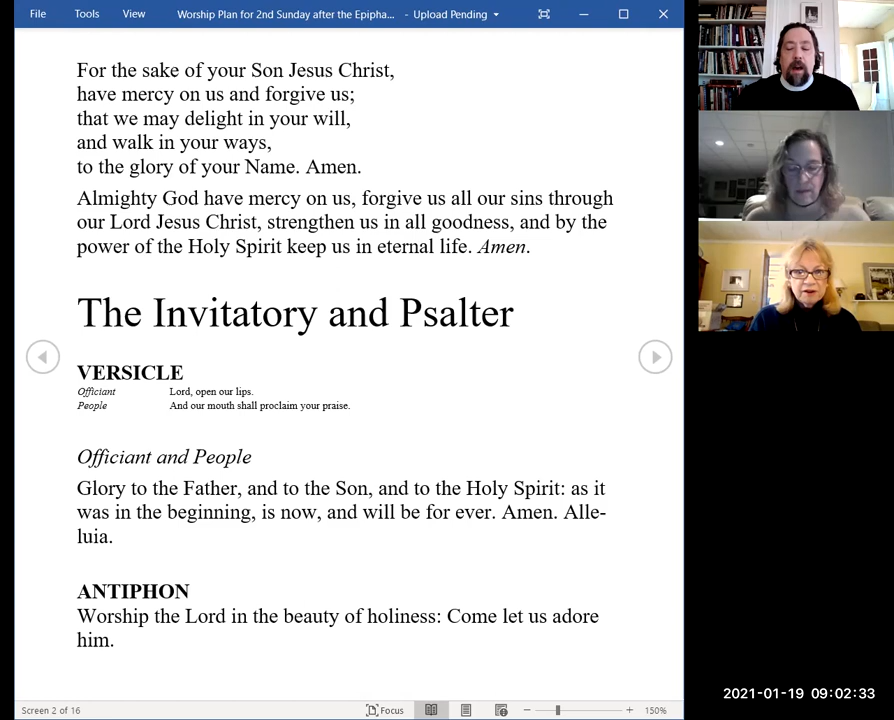 File Tools View Worship Plan for 2nd Sunday after the Epipha... - Upload Pending
For the sake of your Son Jesus Christ,
have mercy on us and forgive us;
that we may delight in your will,
and walk in your ways,
to the glory of your Name. Amen.
Almighty God have mercy on us, forgive us all our sins through
our Lord Jesus Christ, strengthen us in all goodness, and by the
power of the Holy Spirit keep us in eternal life. Amen.
The Invitatory and Psalter
VERSICLE
Officiant Lord, open our lips.
People And our mouth shall proclaim your praise.
Officiant and People
Glory to the Father, and to the Son, and to the Holy Spirit: as it
was in the beginning, is now, and will be for ever. Amen. Alle-
luia.
ANTIPHON
Worship the Lord in the beauty of holiness: Come let us adore
him.
Screen 2 of 16 Focus 150%
2021-01-19 09:02:33